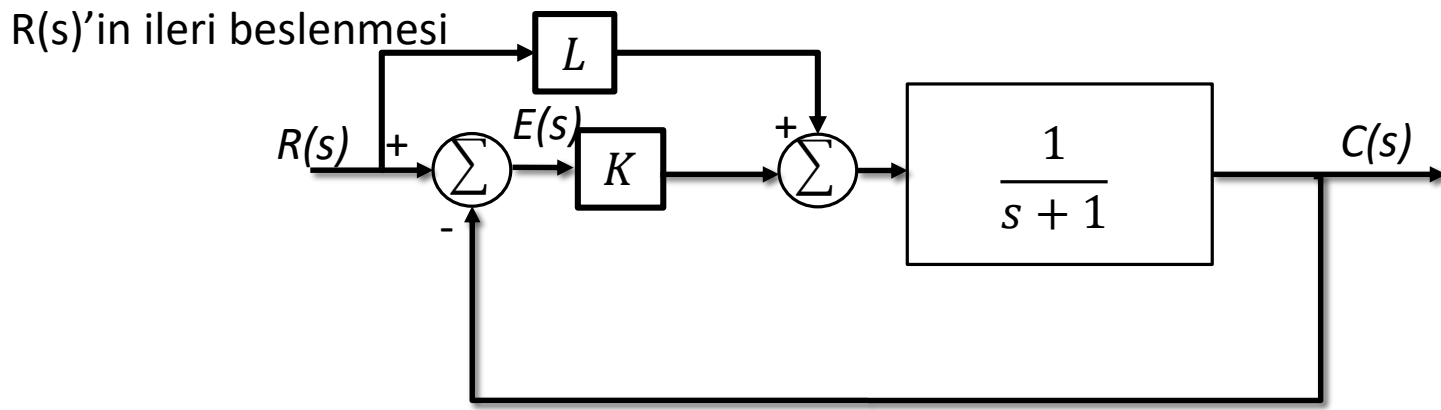 R(s)’in ileri beslenmesi
L
R(s) + ∑ E(s) K + ∑ 1/(s + 1) C(s)
-